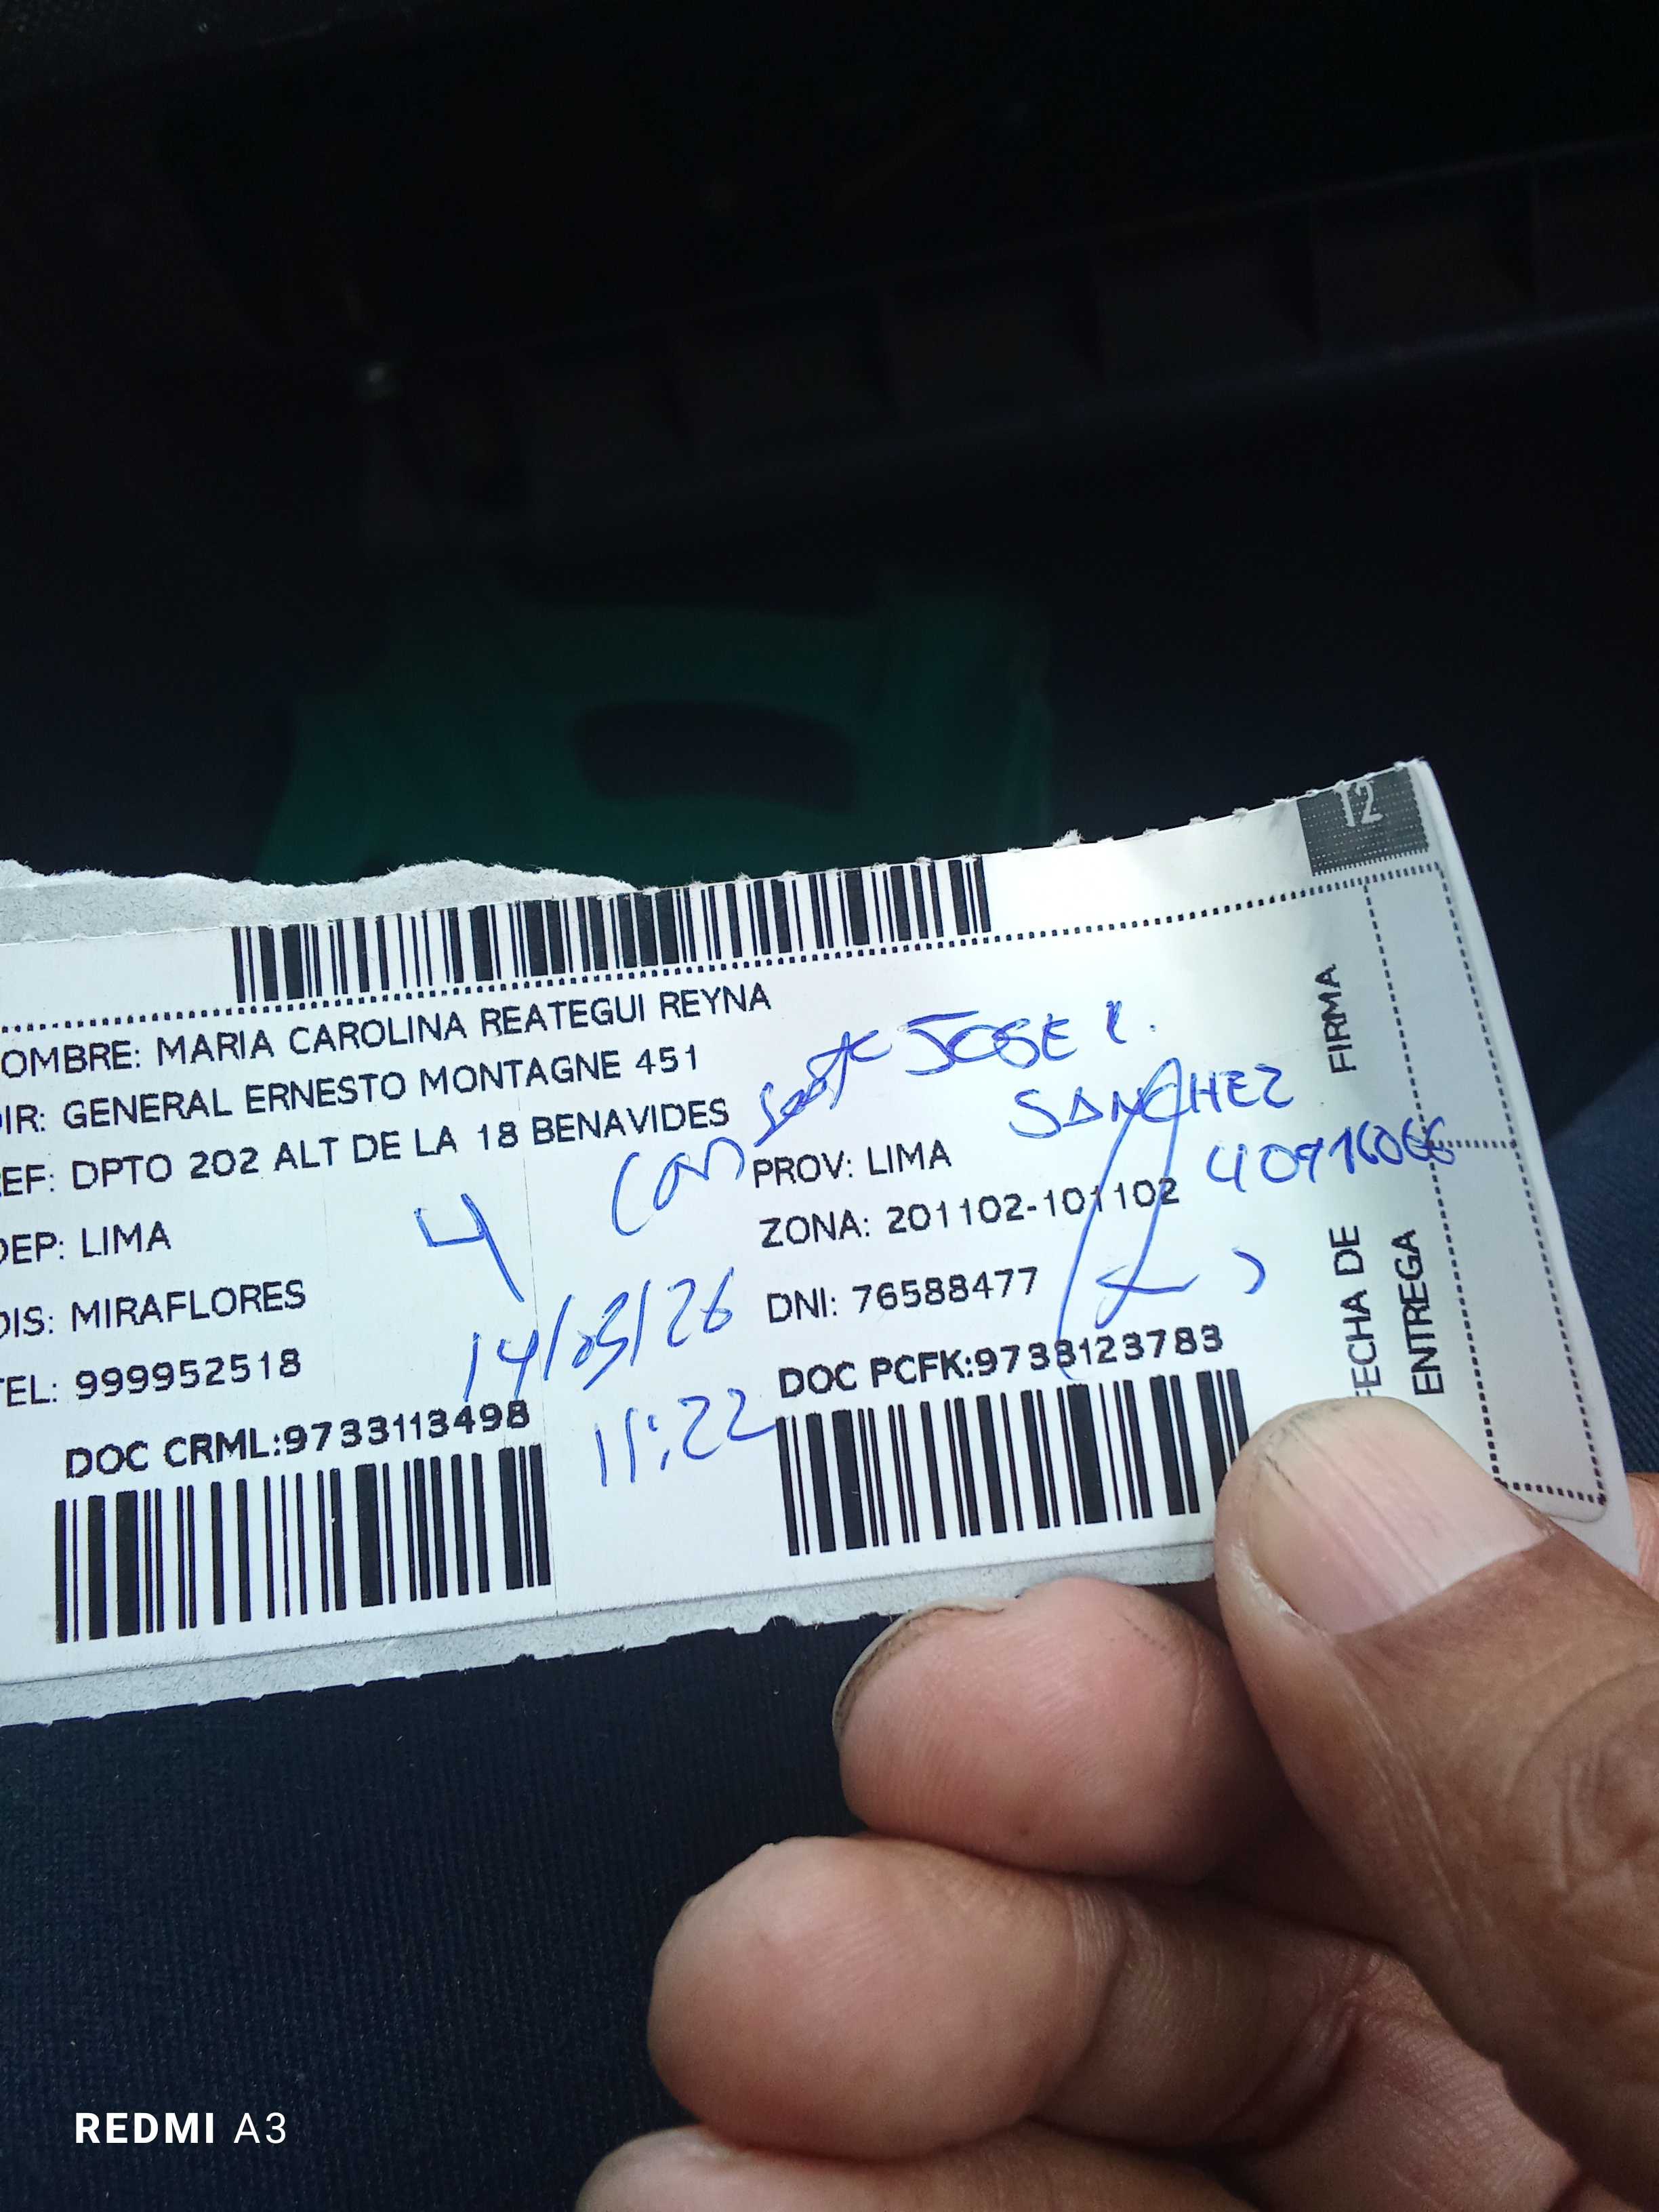 12
OMBRE: MARIA CAROLINA REATEGUI REYNA
DIR: GENERAL ERNESTO MONTAGNE 451
EF: DPTO 202 ALT DE LA 18 BENAVIDES
DEP: LIMA
PROV: LIMA
ZONA: 201102-101102
DIS: MIRAFLORES
DNI: 76588477
TEL: 999952518
DOC CRML:9733113498
DOC PCFK:9733123783
FIRMA
FECHA DE
ENTREGA
JOSE
SANCHEZ
40916066
4
14/03/26
11:22
REDMI A3